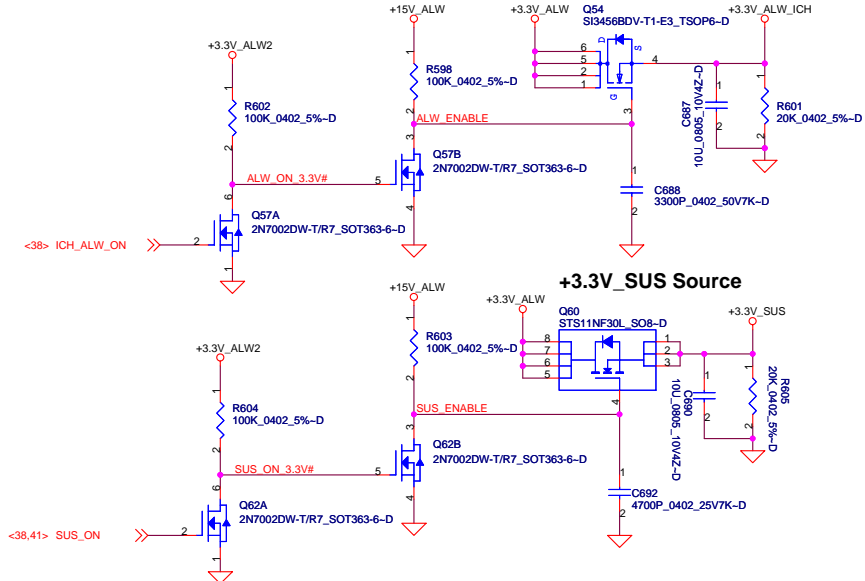 +15V_ALW
+3.3V_ALW
Q54
SI3456BDV-T1-E3_TSOP6~D
+3.3V_ALW_ICH
+3.3V_ALW2
1
R598
100K_0402_5%~D
2
D
S
G
6
5
2
1
4
3
1
C687
10U_0805_10V4Z~D
2
1
R601
20K_0402_5%~D
2
1
R602
100K_0402_5%~D
2
ALW_ENABLE
3
Q57B
2N7002DW-T/R7_SOT363-6~D
5
4
ALW_ON_3.3V#
1
C688
3300P_0402_50V7K~D
2
6
Q57A
2N7002DW-T/R7_SOT363-6~D
<38> ICH_ALW_ON
2
1
+3.3V_SUS Source
+15V_ALW
+3.3V_ALW
Q60
STS11NF30L_SO8~D
+3.3V_SUS
+3.3V_ALW2
1
R603
100K_0402_5%~D
2
8
7
6
5
1
2
3
4
1
C690
10U_0805_10V4Z~D
2
1
R605
20K_0402_5%~D
2
1
R604
100K_0402_5%~D
2
SUS_ENABLE
3
Q62B
2N7002DW-T/R7_SOT363-6~D
5
4
SUS_ON_3.3V#
1
C692
4700P_0402_25V7K~D
2
6
Q62A
2N7002DW-T/R7_SOT363-6~D
<38,41> SUS_ON
2
1